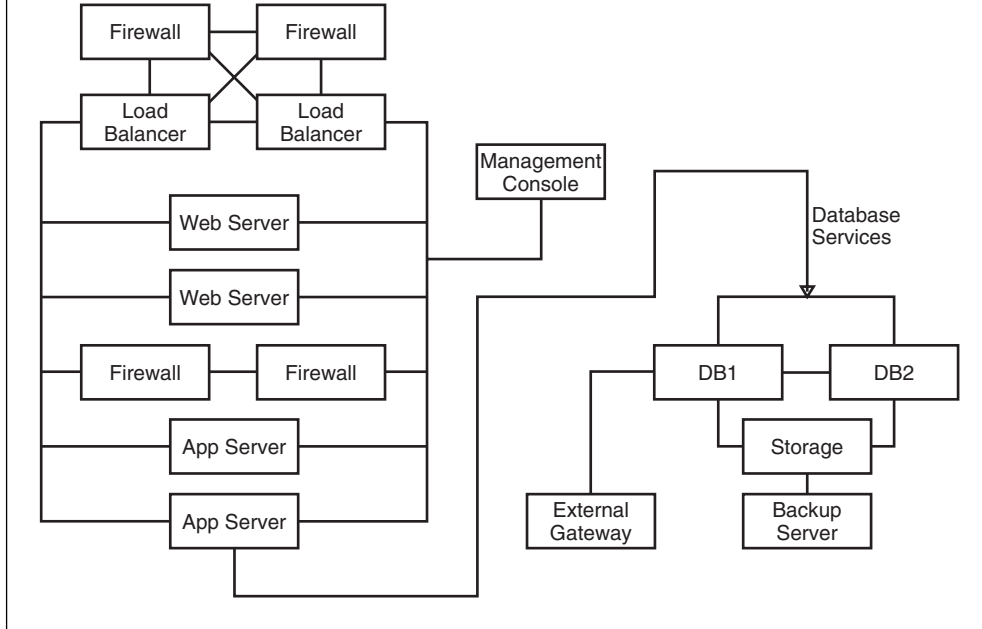 Firewall
Firewall
Load
Balancer
Load
Balancer
Management
Console
Web Server
Database
Services
Web Server
Firewall
Firewall
DB1
DB2
App Server
Storage
App Server
External
Gateway
Backup
Server